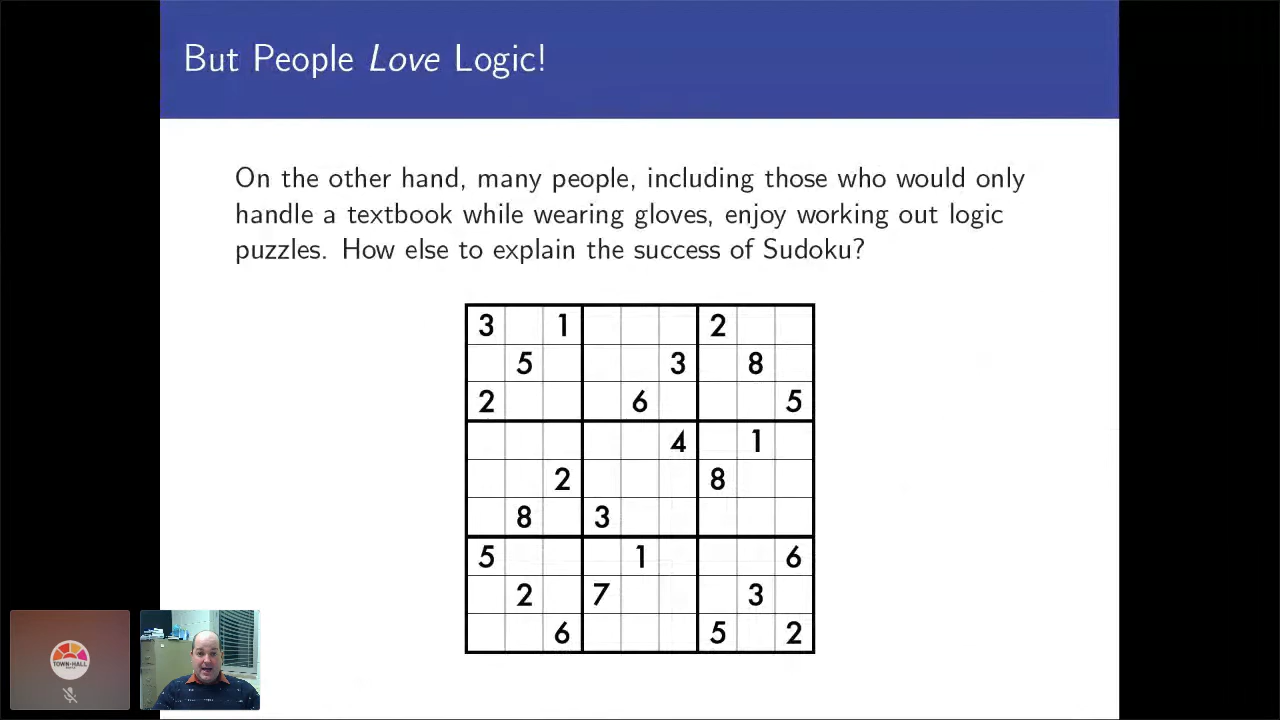 But People Love Logic!
On the other hand, many people, including those who would only
handle a textbook while wearing gloves, enjoy working out logic
puzzles. How else to explain the success of Sudoku?
3 1 2
5 3 8
2 6 5
4 1
2 8
8 3
5 1 6
2 7 3
6 5 2
TOWN-HALL